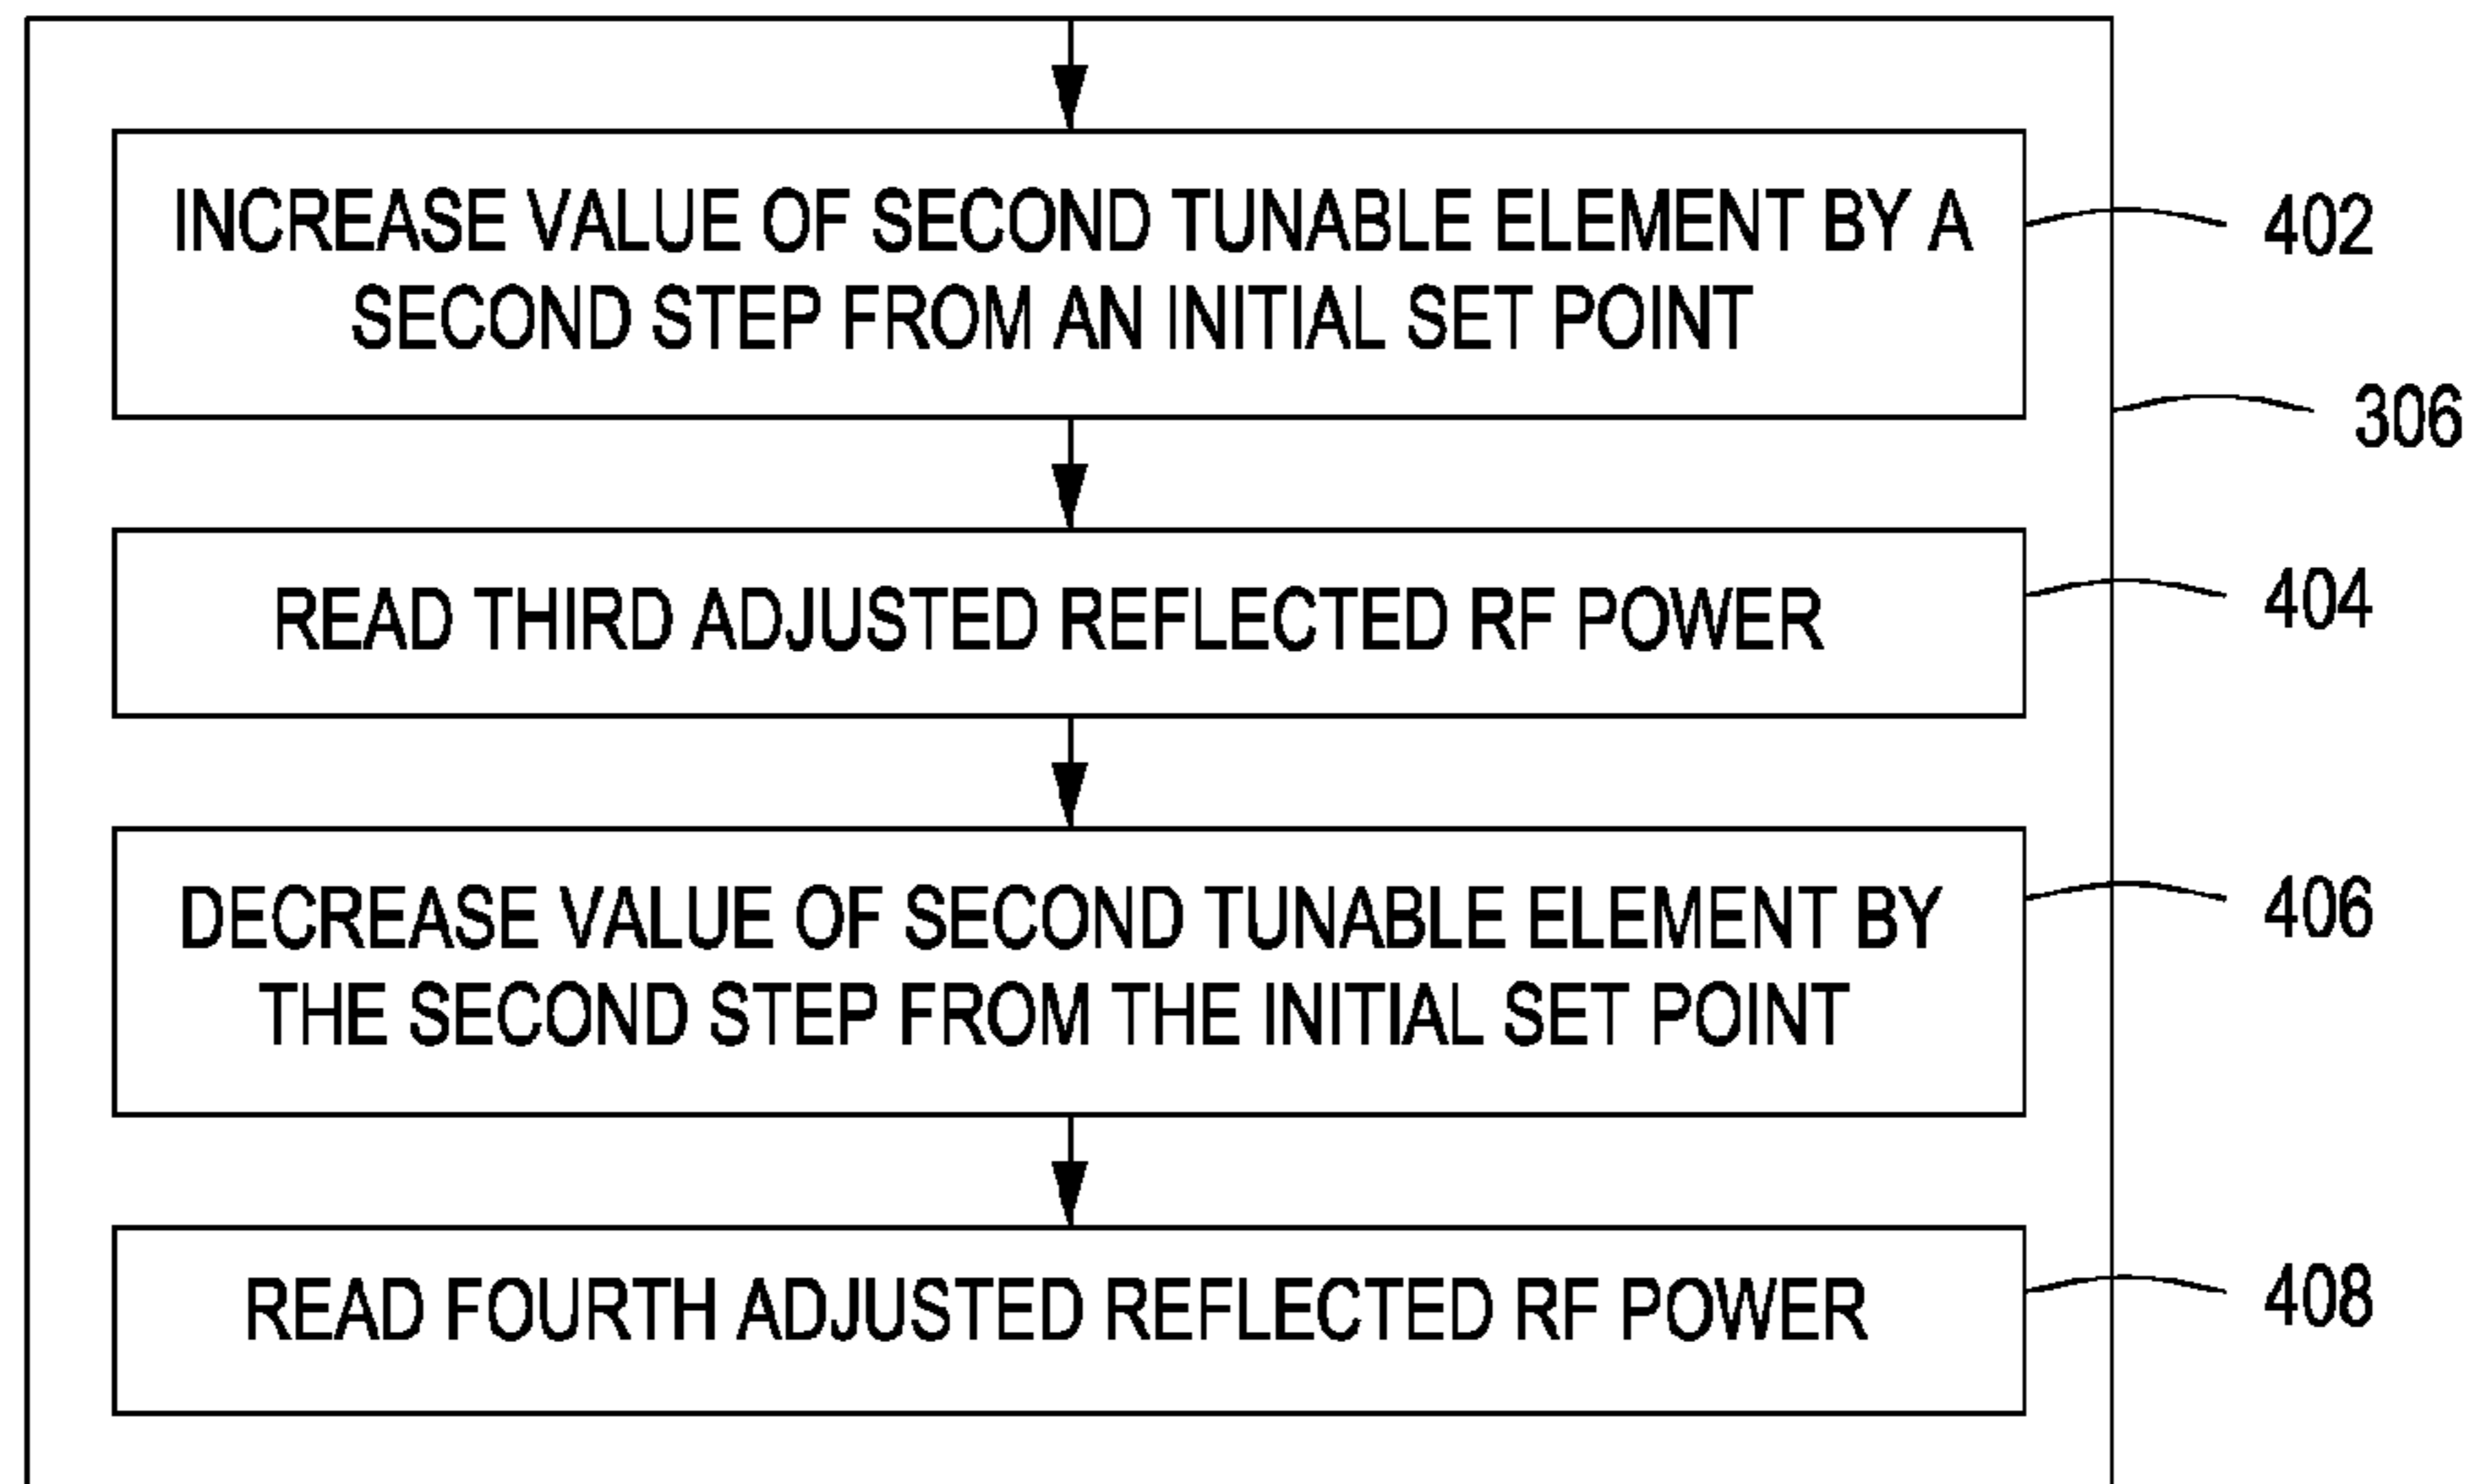 INCREASE VALUE OF SECOND TUNABLE ELEMENT BY A
SECOND STEP FROM AN INITIAL SET POINT
402
306
READ THIRD ADJUSTED REFLECTED RF POWER
404
DECREASE VALUE OF SECOND TUNABLE ELEMENT BY
THE SECOND STEP FROM THE INITIAL SET POINT
406
READ FOURTH ADJUSTED REFLECTED RF POWER
408